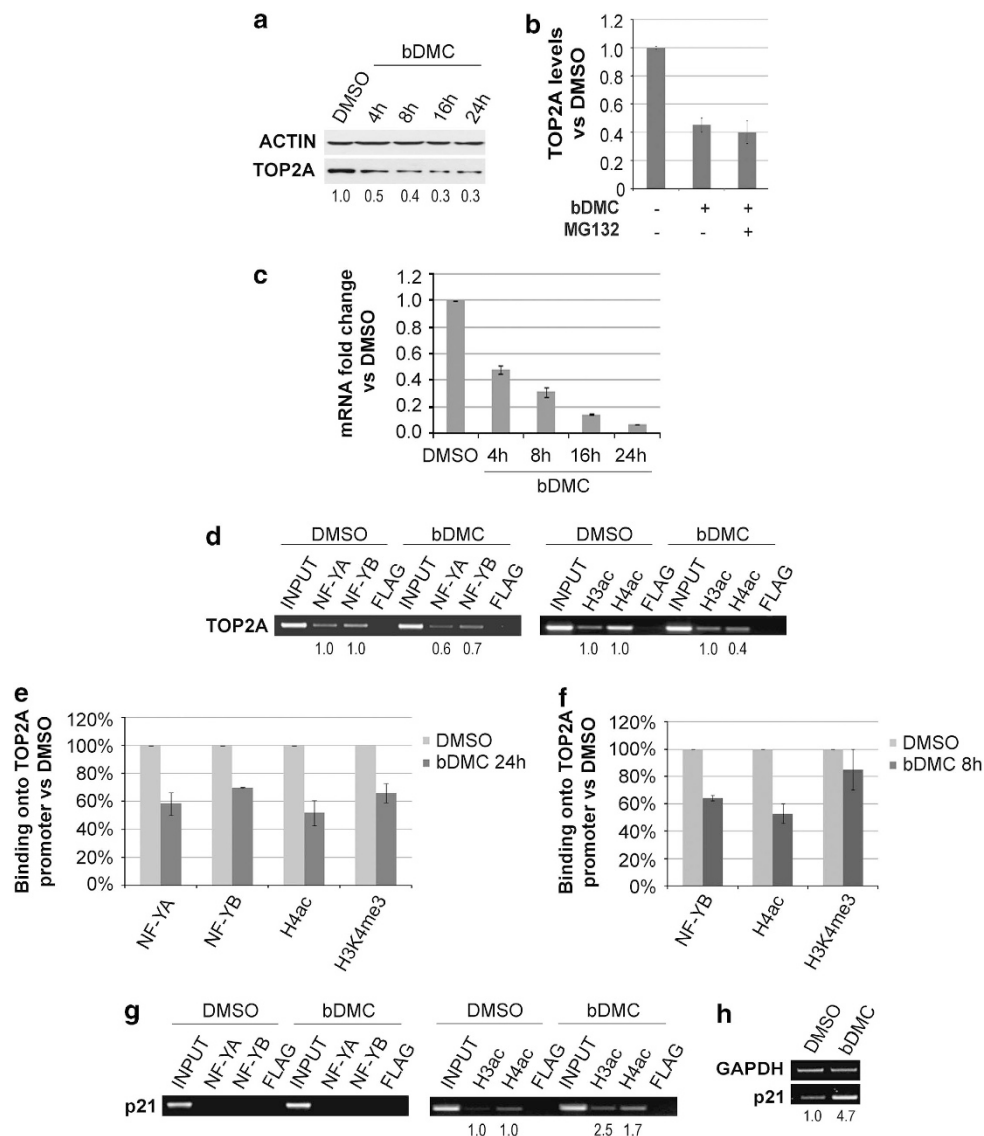 a
bDMC
DMSO 4h 8h 16h 24h
ACTIN
TOP2A
1.0 0.5 0.4 0.3 0.3
b
TOP2A levels
vs DMSO
1.2
1.0
0.8
0.6
0.4
0.2
0
bDMC - + +
MG132 - - +
c
mRNA fold change
vs DMSO
1.2
1.0
0.8
0.6
0.4
0.2
0.0
DMSO 4h 8h 16h 24h
bDMC
d
DMSO bDMC DMSO bDMC
INPUT NF-YA NF-YB FLAG INPUT NF-YA NF-YB FLAG INPUT H3ac H4ac FLAG INPUT H3ac H4ac FLAG
TOP2A
1.0 1.0 0.6 0.7 1.0 1.0 1.0 0.4
e
Binding onto TOP2A
promoter vs DMSO
120%
100%
80%
60%
40%
20%
0%
NF-YA NF-YB H4ac H3K4me3
DMSO
bDMC 24h
f
Binding onto TOP2A
promoter vs DMSO
120%
100%
80%
60%
40%
20%
0%
NF-YB H4ac H3K4me3
DMSO
bDMC 8h
g
DMSO bDMC DMSO bDMC
INPUT NF-YA NF-YB FLAG INPUT NF-YA NF-YB FLAG INPUT H3ac H4ac FLAG INPUT H3ac H4ac FLAG
p21
1.0 1.0 2.5 1.7
h
DMSO bDMC
GAPDH
p21
1.0 4.7